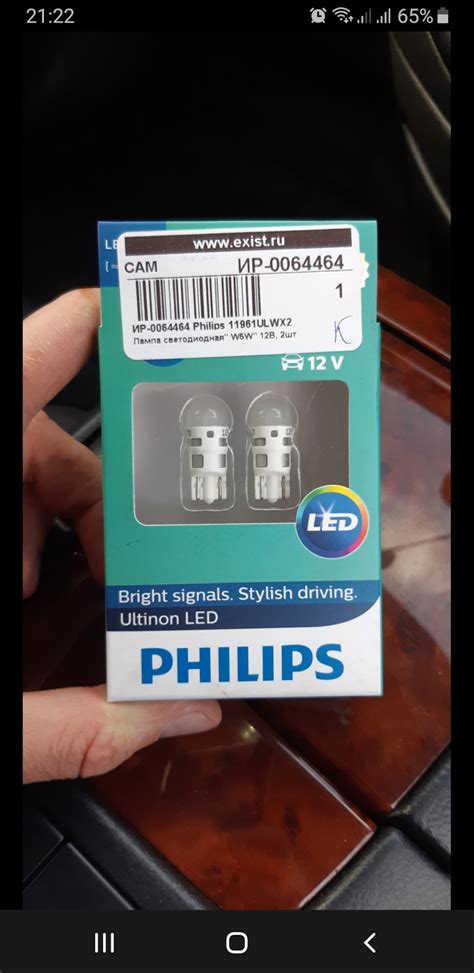 21:22
65%
LE
www.exist.ru
САМ
ИР-0064464
1
К
ИР-0064464 Philips 11961ULWX2
Лампа светодиодная" W5W" 12В, 2шт
12 V
LED
Bright signals. Stylish driving.
Ultinon LED
PHILIPS